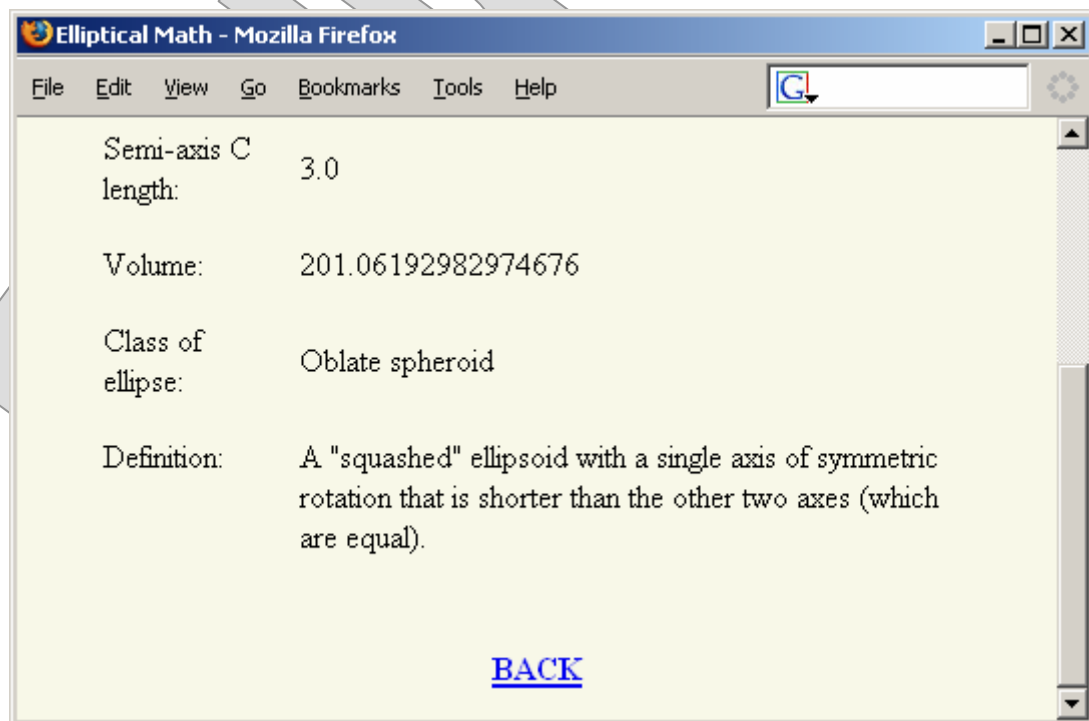 Elliptical Math - Mozilla Firefox
File Edit View Go Bookmarks Tools Help
G
Semi-axis C
length:
3.0
Volume: 201.06192982974676
Class of
ellipse:
Oblate spheroid
Definition: A "squashed" ellipsoid with a single axis of symmetric
rotation that is shorter than the other two axes (which
are equal).
BACK